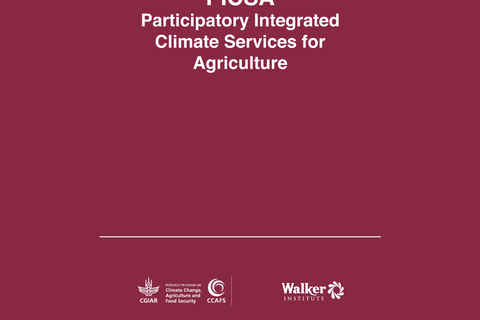 PICSA
Participatory Integrated
Climate Services for
Agriculture
RESEARCH PROGRAM ON
Climate Change,
Agriculture and
Food Security
CGIAR
CCAFS
Walker
INSTITUTE